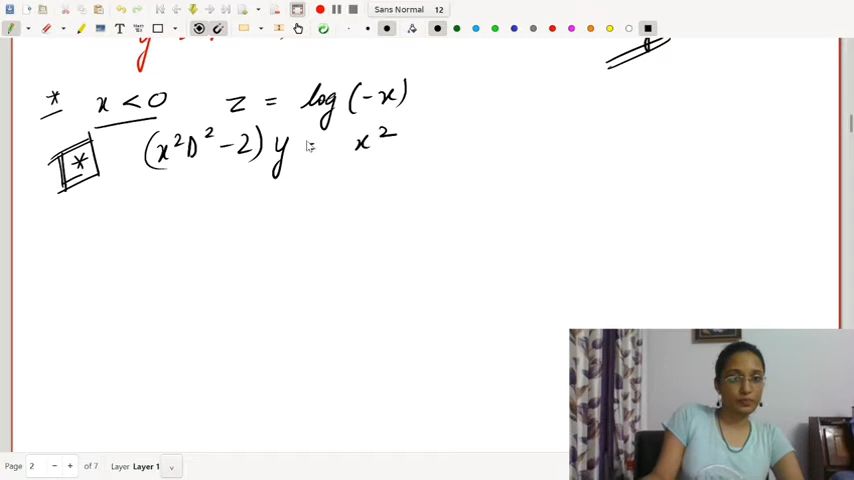 Sans Normal 12
* x < 0 z = log (-x)
* (x²D² - 2) y = x²
Page 2 of 7 Layer Layer 1